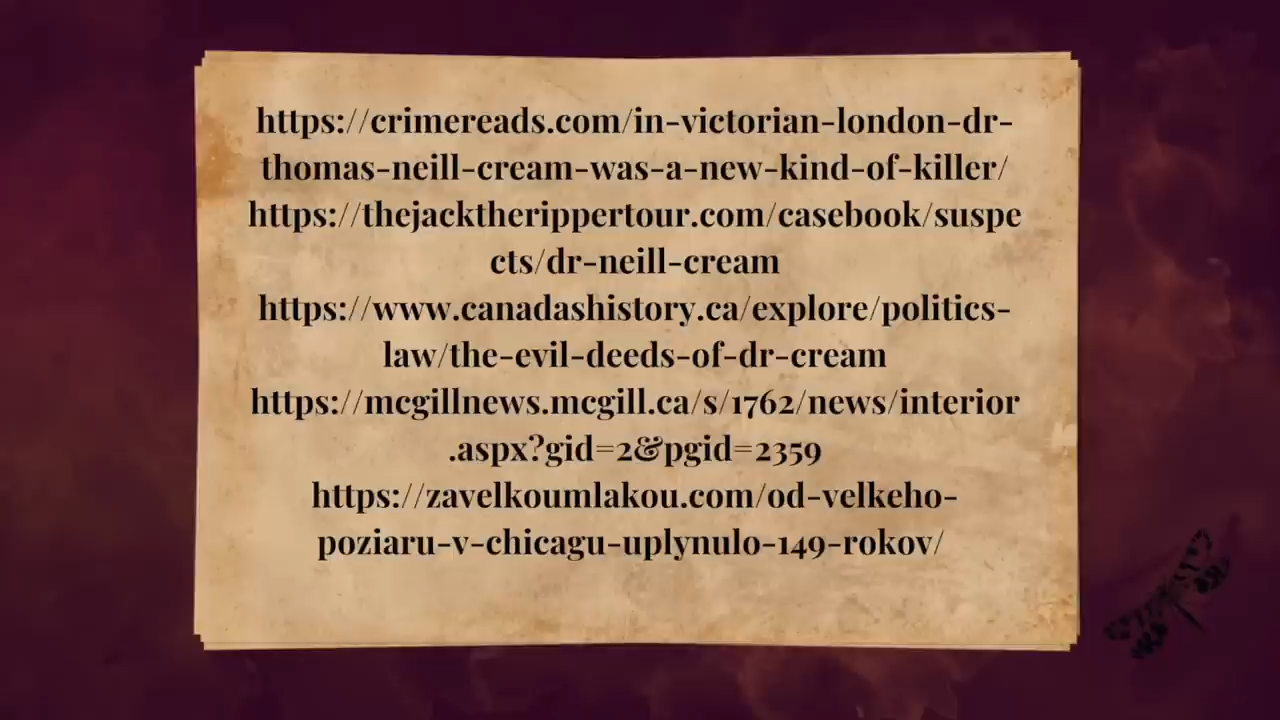 https://crimereads.com/in-victorian-london-dr-
thomas-neill-cream-was-a-new-kind-of-killer/
https://thejacktherippertour.com/casebook/suspe
cts/dr-neill-cream
https://www.canadashistory.ca/explore/politics-
law/the-evil-deeds-of-dr-cream
https://mcgillnews.mcgill.ca/s/1762/news/interior
.aspx?gid=2&pgid=2359
https://zavelkoumlakou.com/od-velkeho-
poziaru-v-chicagu-uplynulo-149-rokov/